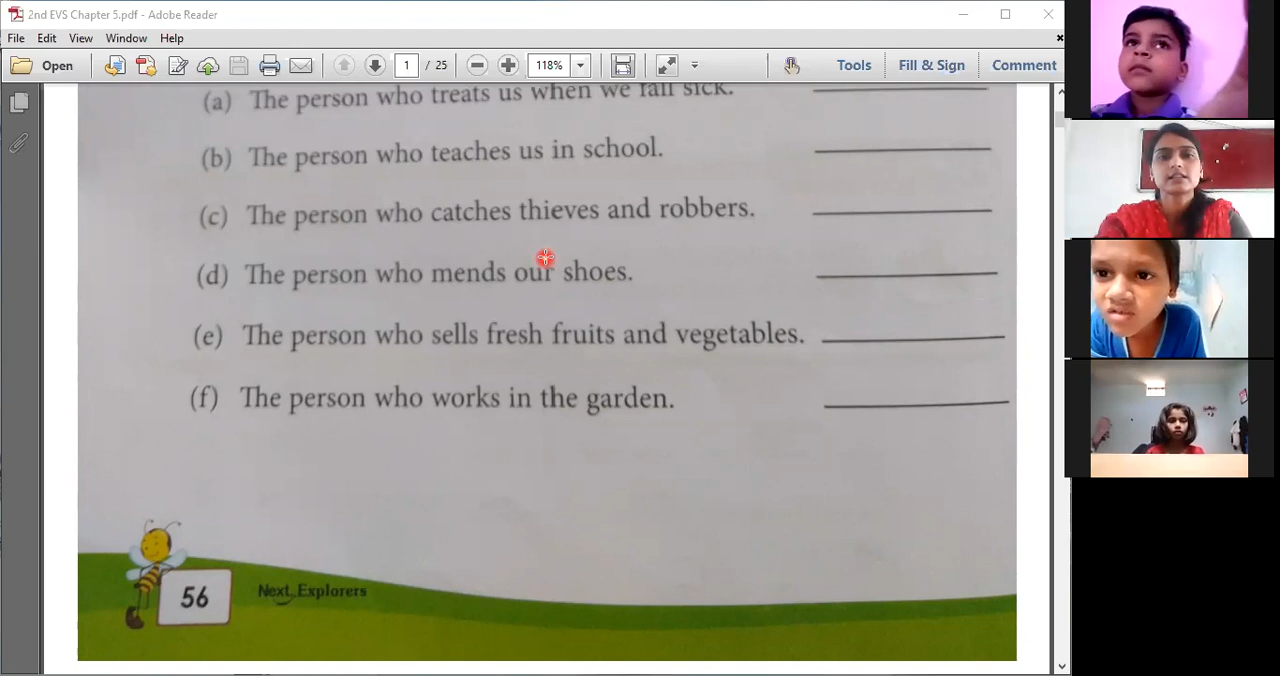 2nd EVS Chapter 5.pdf - Adobe Reader
File Edit View Window Help
Open 1 / 25 118% Tools Fill & Sign Comment
(a) The person who treats us when we fall sick.
(b) The person who teaches us in school.
(c) The person who catches thieves and robbers.
(d) The person who mends our shoes.
(e) The person who sells fresh fruits and vegetables.
(f) The person who works in the garden.
56 Next Explorers